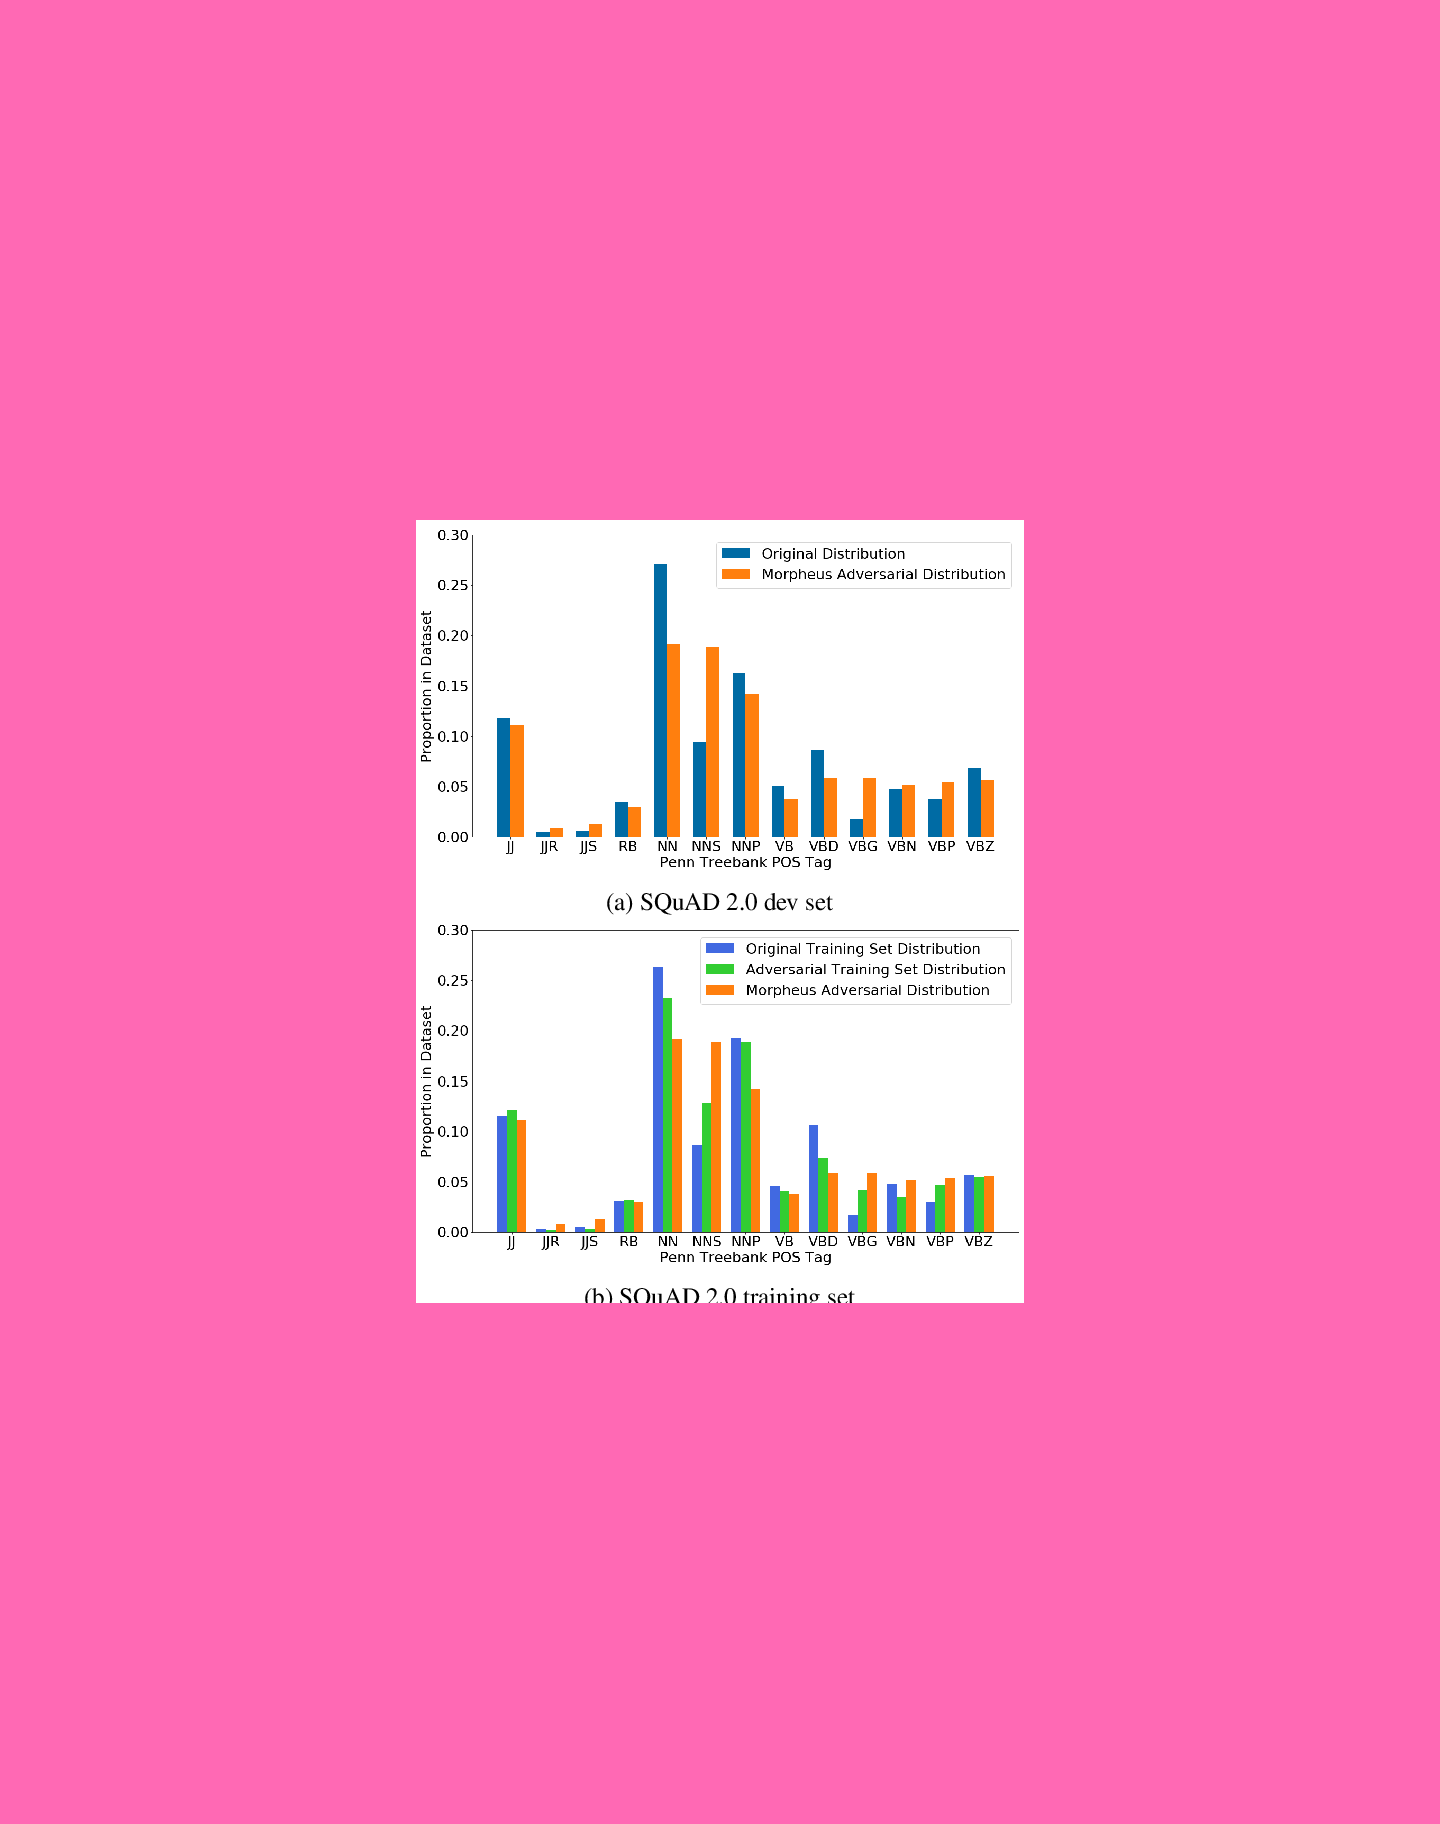 0.30
Original Distribution
Morpheus Adversarial Distribution
0.25
0.20
0.15
0.10
0.05
0.00
Proportion in Dataset
JJ JJR JJS RB NN NNS NNP VB VBD VBG VBN VBP VBZ
Penn Treebank POS Tag
(a) SQuAD 2.0 dev set
0.30
Original Training Set Distribution
Adversarial Training Set Distribution
Morpheus Adversarial Distribution
0.25
0.20
0.15
0.10
0.05
0.00
Proportion in Dataset
JJ JJR JJS RB NN NNS NNP VB VBD VBG VBN VBP VBZ
Penn Treebank POS Tag
(b) SQuAD 2.0 training set